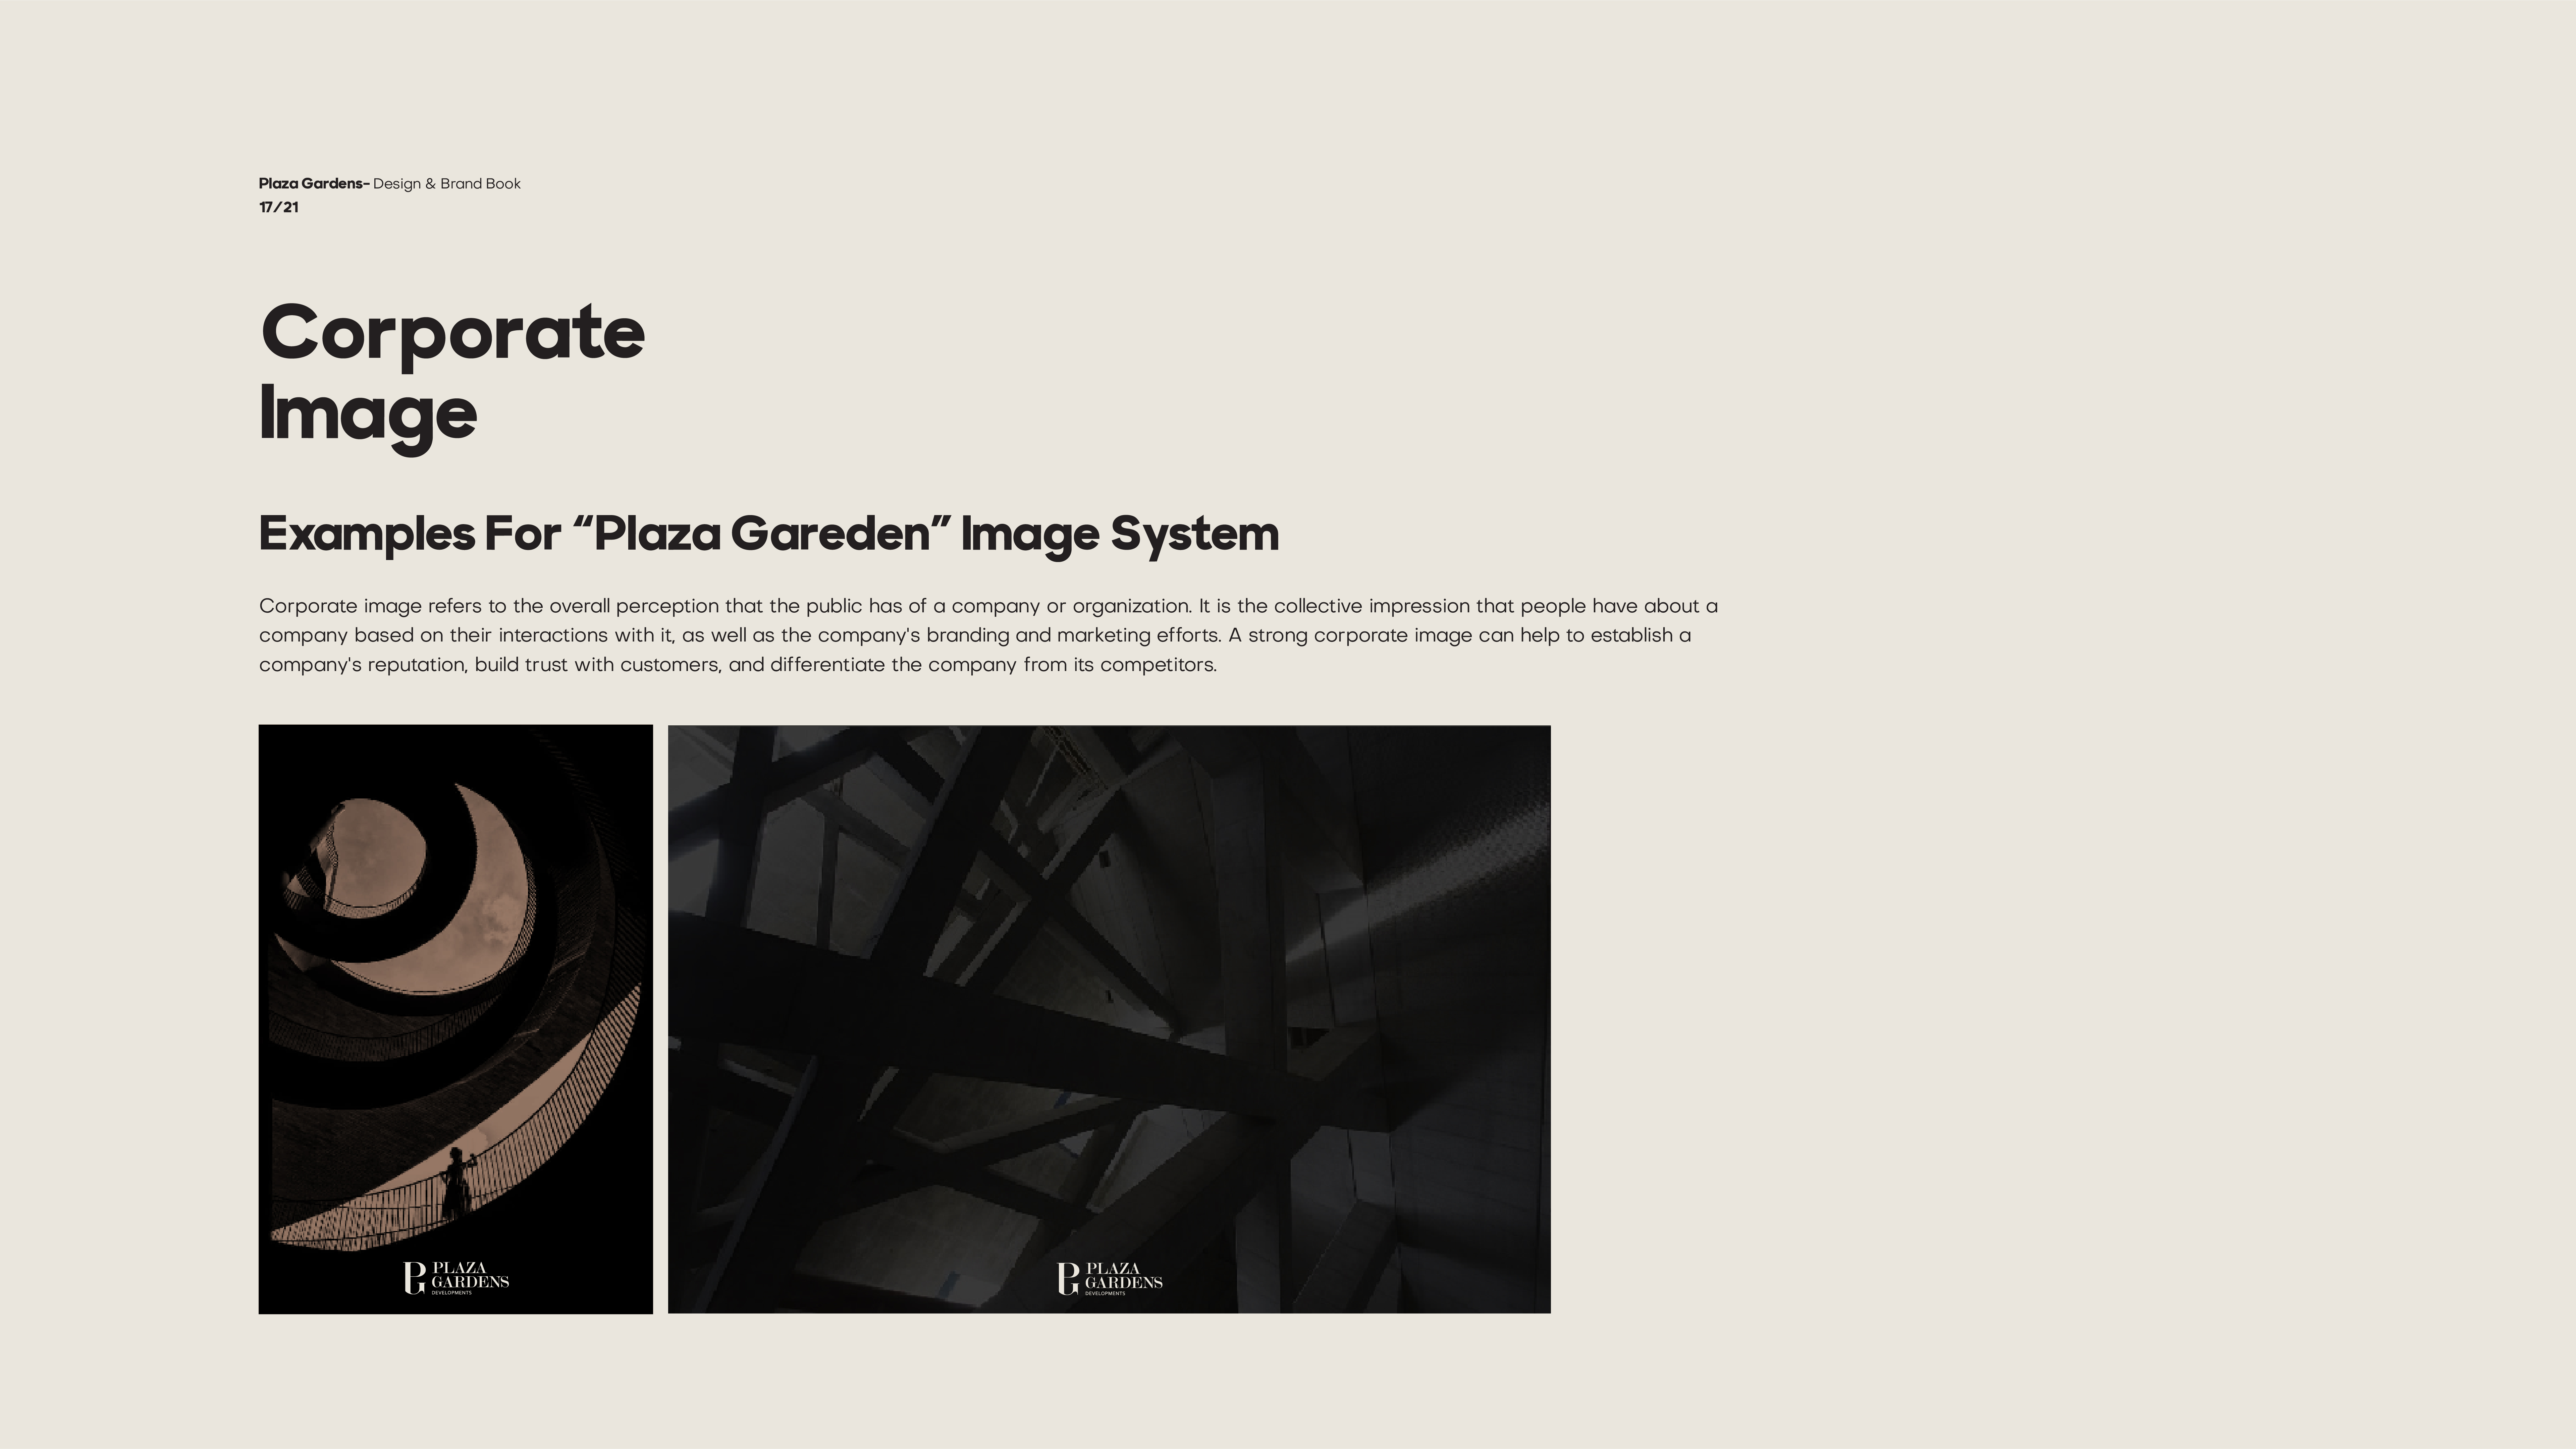 Plaza Gardens- Design & Brand Book
17/21
Corporate
Image
Examples For “Plaza Gareden” Image System
Corporate image refers to the overall perception that the public has of a company or organization. It is the collective impression that people have about a
company based on their interactions with it, as well as the company's branding and marketing efforts. A strong corporate image can help to establish a
company's reputation, build trust with customers, and differentiate the company from its competitors.
PG PLAZA
GARDENS
DEVELOPMENTS
PG PLAZA
GARDENS
DEVELOPMENTS